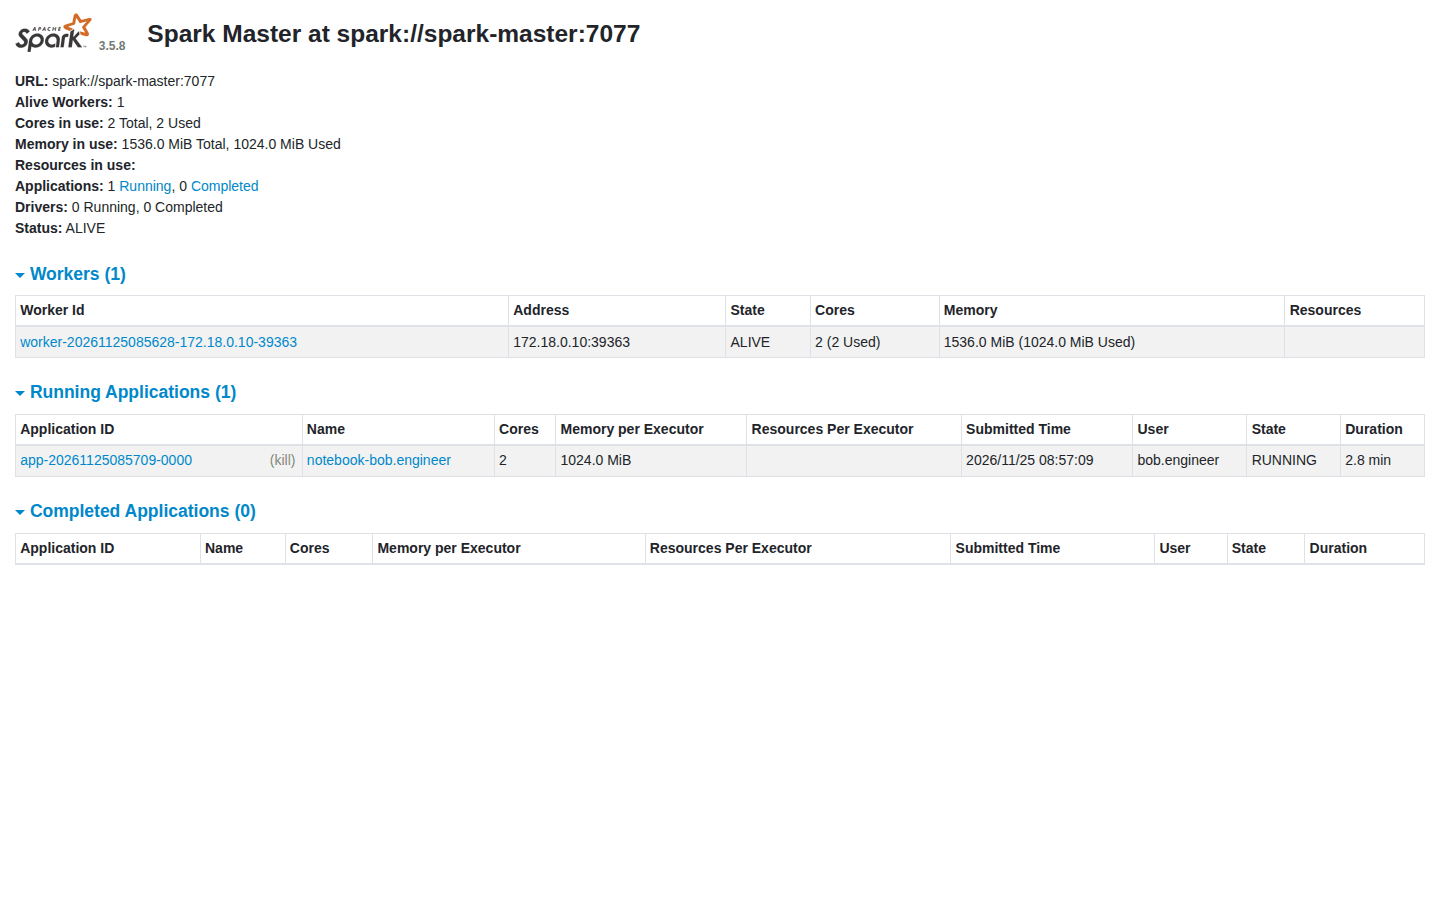 APACHE
Spark 3.5.8 Spark Master at spark://spark-master:7077
URL: spark://spark-master:7077
Alive Workers: 1
Cores in use: 2 Total, 2 Used
Memory in use: 1536.0 MiB Total, 1024.0 MiB Used
Resources in use:
Applications: 1 Running, 0 Completed
Drivers: 0 Running, 0 Completed
Status: ALIVE
Workers (1)
Worker Id Address State Cores Memory Resources
worker-20261125085628-172.18.0.10-39363 172.18.0.10:39363 ALIVE 2 (2 Used) 1536.0 MiB (1024.0 MiB Used)
Running Applications (1)
Application ID Name Cores Memory per Executor Resources Per Executor Submitted Time User State Duration
app-20261125085709-0000 (kill) notebook-bob.engineer 2 1024.0 MiB 2026/11/25 08:57:09 bob.engineer RUNNING 2.8 min
Completed Applications (0)
Application ID Name Cores Memory per Executor Resources Per Executor Submitted Time User State Duration